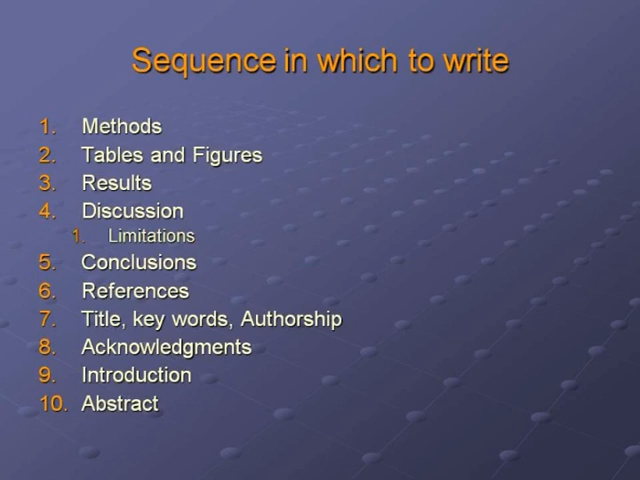 Sequence in which to write
1. Methods
2. Tables and Figures
3. Results
4. Discussion
1. Limitations
5. Conclusions
6. References
7. Title, key words, Authorship
8. Acknowledgments
9. Introduction
10. Abstract